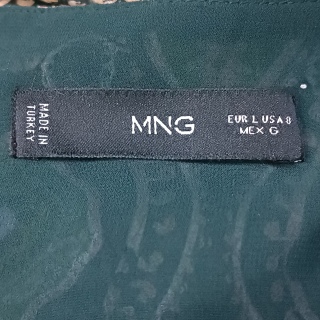 MADE IN
TURKEY
MNG
EUR L USA 8
MEX G